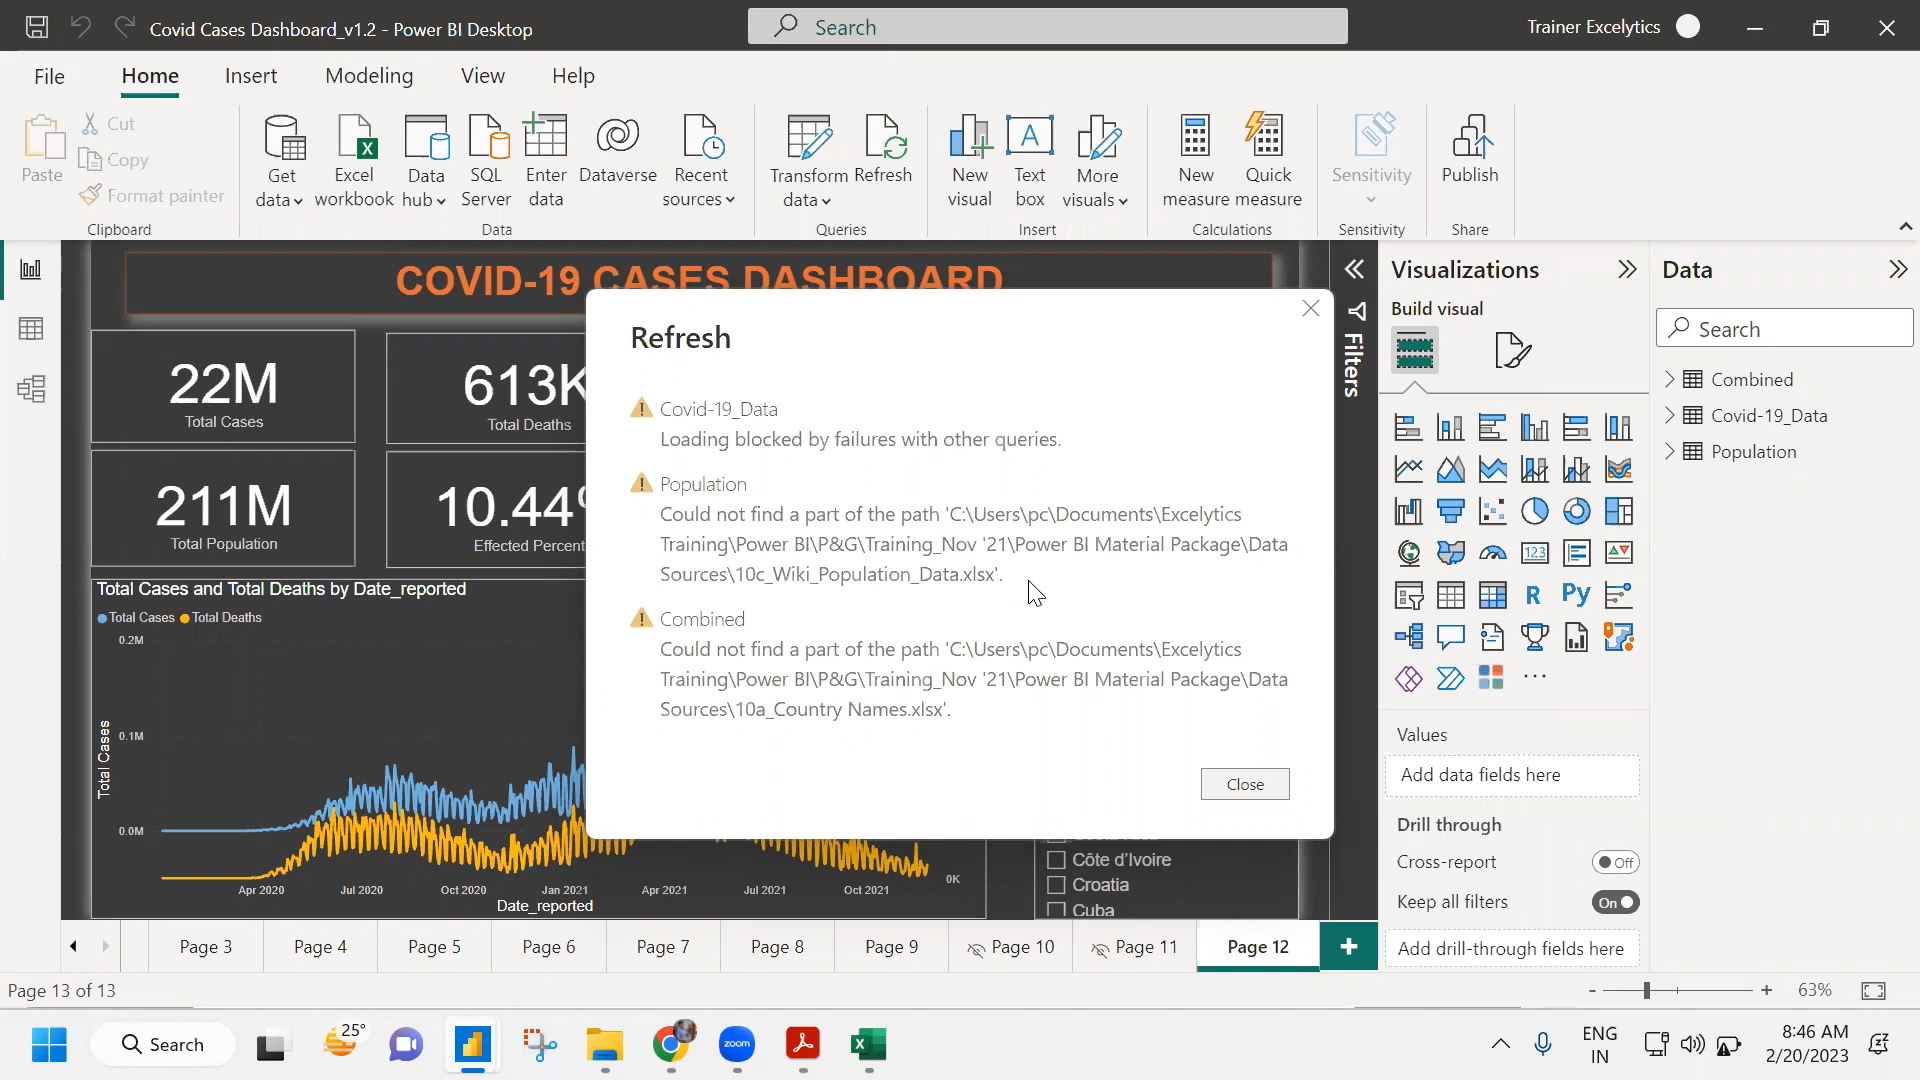 Covid Cases Dashboard_v1.2 - Power BI Desktop
Search
Trainer Excelytics
File
Home
Insert
Modeling
View
Help
Paste
Cut
Copy
Format painter
Clipboard
Get data
Excel workbook
Data hub
SQL Server
Enter data
Dataverse
Recent sources
Data
Transform data
Refresh
Queries
New visual
A
Text box
More visuals
Insert
New measure
Quick measure
Calculations
Sensitivity
Sensitivity
Publish
Share
COVID-19 CASES DASHBOARD
22M
Total Cases
613K
Total Deaths
211M
Total Population
10.44
Effected Percent
Total Cases and Total Deaths by Date_reported
Total Cases
Total Deaths
Total Cases
0.2M
0.1M
0.0M
0K
Apr 2020
Jul 2020
Oct 2020
Jan 2021
Apr 2021
Jul 2021
Oct 2021
Date_reported
Côte d'Ivoire
Croatia
Cuba
Refresh
Covid-19_Data
Loading blocked by failures with other queries.
Population
Could not find a part of the path 'C:\Users\pc\Documents\Excelytics
Training\Power BI\P&G\Training_Nov '21\Power BI Material Package\Data
Sources\10c_Wiki_Population_Data.xlsx'.
Combined
Could not find a part of the path 'C:\Users\pc\Documents\Excelytics
Training\Power BI\P&G\Training_Nov '21\Power BI Material Package\Data
Sources\10a_Country Names.xlsx'.
Close
Filters
Visualizations
Build visual
123
R
Py
Values
Add data fields here
Drill through
Cross-report
Off
Keep all filters
On
Add drill-through fields here
Data
Search
Combined
Covid-19_Data
Population
Page 3
Page 4
Page 5
Page 6
Page 7
Page 8
Page 9
Page 10
Page 11
Page 12
+
Page 13 of 13
- + 63%
Search
25°
zoom
ENG
IN
8:46 AM
2/20/2023